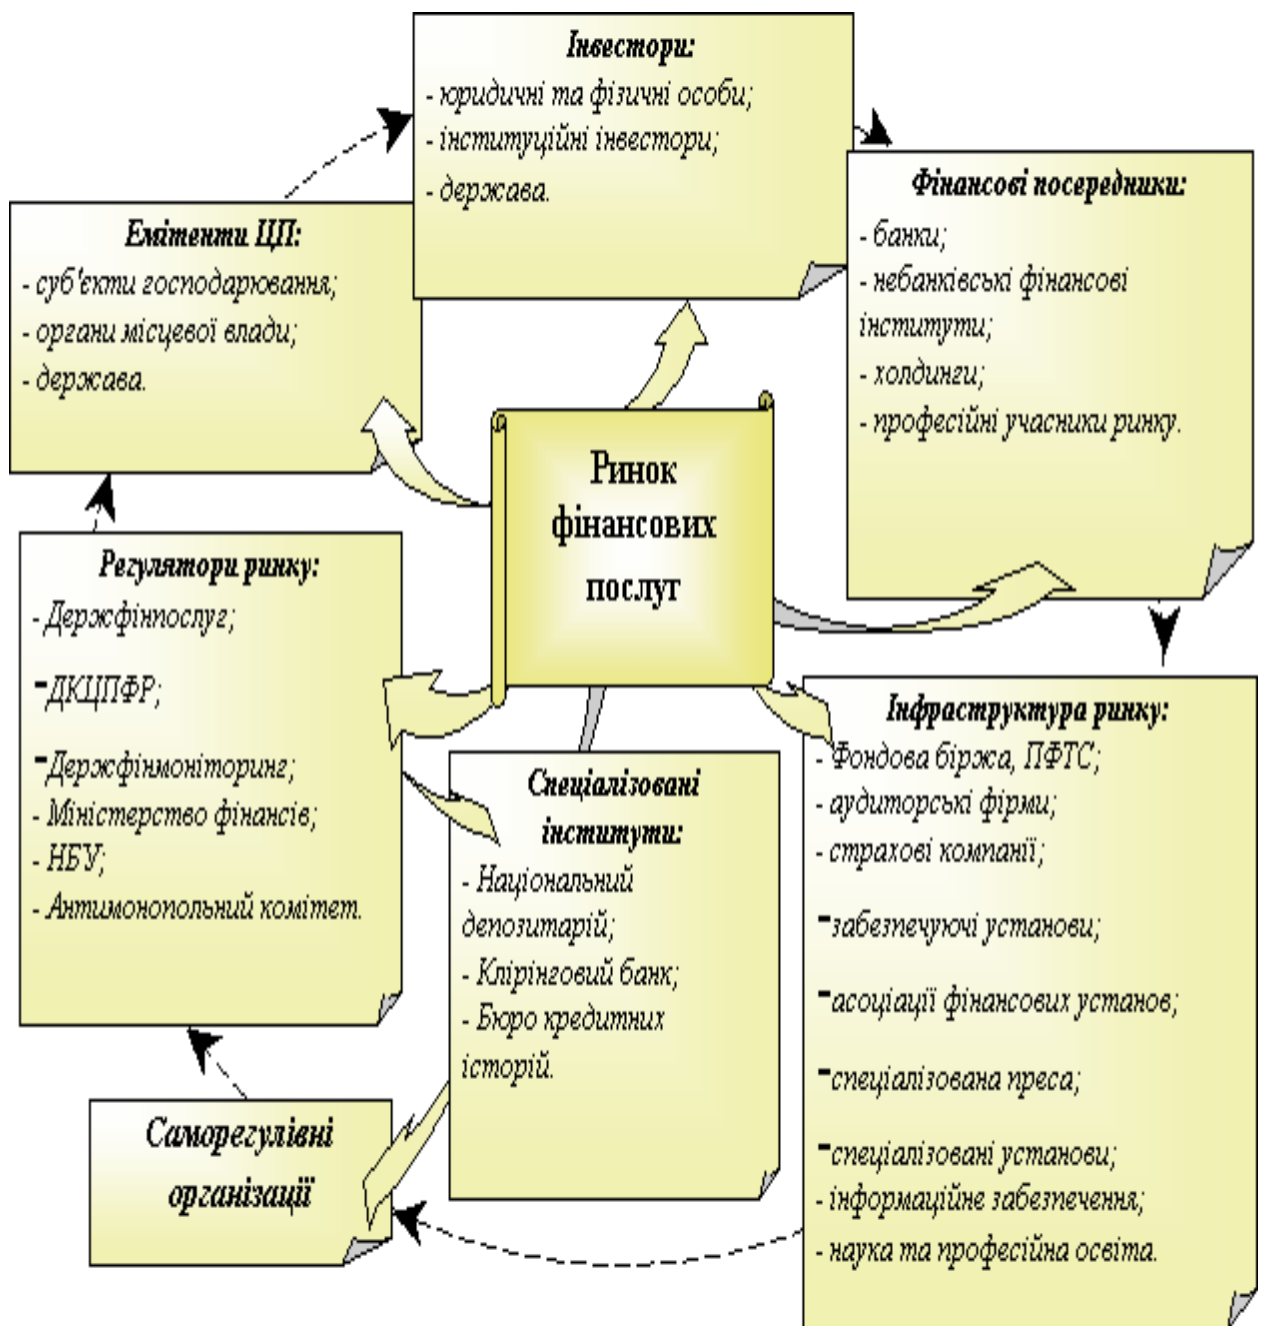 Інвестори:
- юридичні та фізичні особи;
- інституційні інвестори;
- держава.
Фінансові посередники:
- банки;
- небанківські фінансові
інститути;
- холдинги;
- професійні учасники ринку.
Емітенти ЦП:
- суб'єкти господарювання;
- органи місцевої влади;
- держава.
Ринок
фінансових
послуг
Регулятори ринку:
- Держфінпослуг;
-ДКЦПФР;
-Держфінмоніторинг;
- Міністерство фінансів;
- НБУ;
- Антимонопольний комітет.
Спеціалізовані
інститути:
- Національний
депозитарій;
- Клірінговий банк;
- Бюро кредитних
історій.
Інфраструктура ринку:
- Фондова біржа, ПФТС;
- аудиторські фірми;
- страхові компанії;
-забезпечуючі установи;
-асоціації фінансових установ;
-спеціалізована преса;
-спеціалізовані установи;
- інформаційне забезпечення;
- наука та професійна освіта.
Саморегулівні
організації